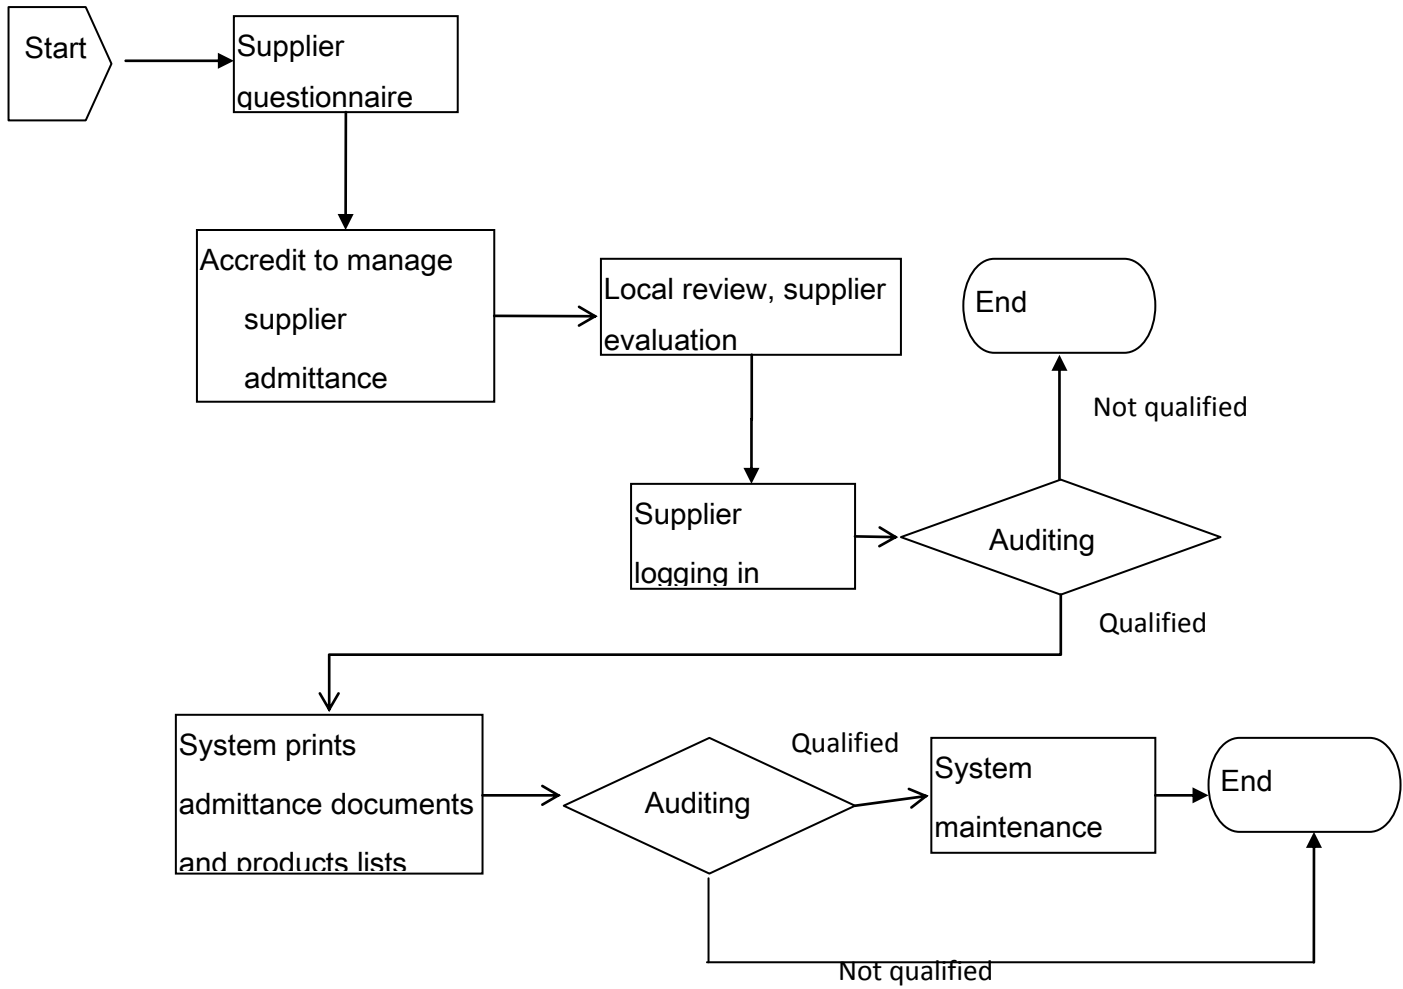 Start
Supplier
questionnaire
Accredit to manage
supplier
admittance
Local review, supplier
evaluation
End
Not qualified
Supplier
logging in
Auditing
Qualified
System prints
admittance documents
and products lists
Auditing
Qualified
System
maintenance
End
Not qualified